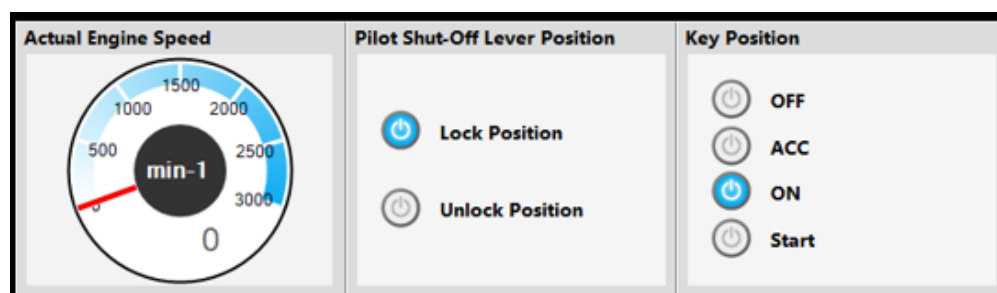 Actual Engine Speed
0
500
1000
1500
2000
2500
3000
min-1
0
Pilot Shut-Off Lever Position
Lock Position
Unlock Position
Key Position
OFF
ACC
ON
Start